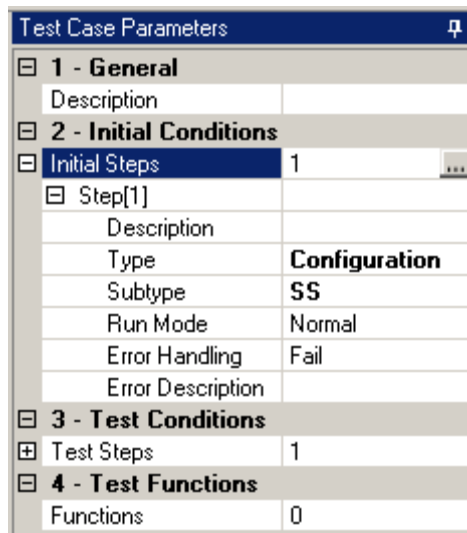 Test Case Parameters
1 - General
Description
2 - Initial Conditions
Initial Steps 1 ...
Step[1]
Description
Type Configuration
Subtype SS
Run Mode Normal
Error Handling Fail
Error Description
3 - Test Conditions
Test Steps 1
4 - Test Functions
Functions 0